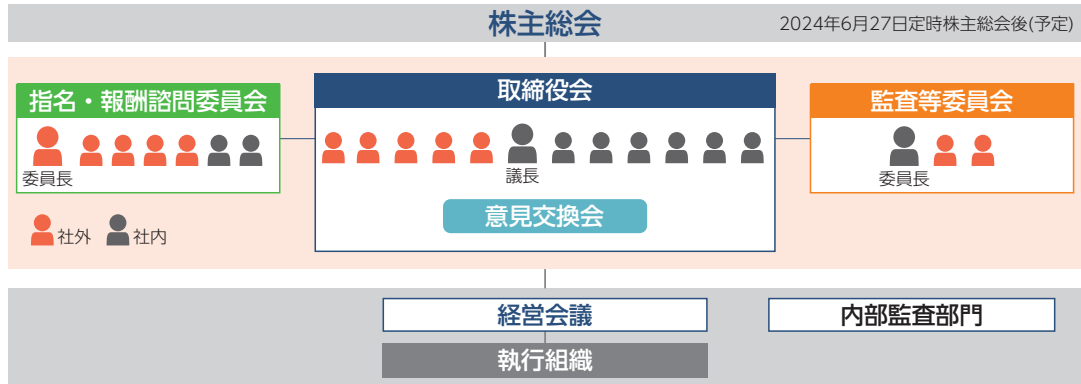 株主総会
2024年6月27日定時株主総会後(予定)
指名・報酬諮問委員会
委員長
取締役会
議長
意見交換会
監査等委員会
委員長
社外
社内
経営会議
内部監査部門
執行組織